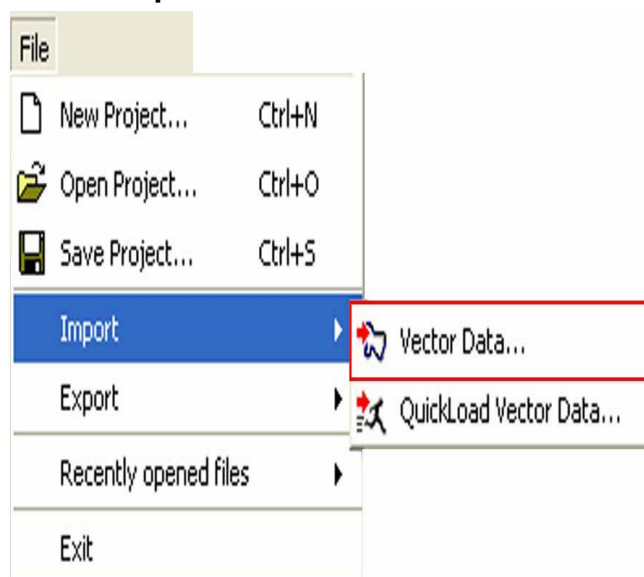 File
New Project... Ctrl+N
Open Project... Ctrl+O
Save Project... Ctrl+S
Import
Vector Data...
Export
QuickLoad Vector Data...
Recently opened files
Exit